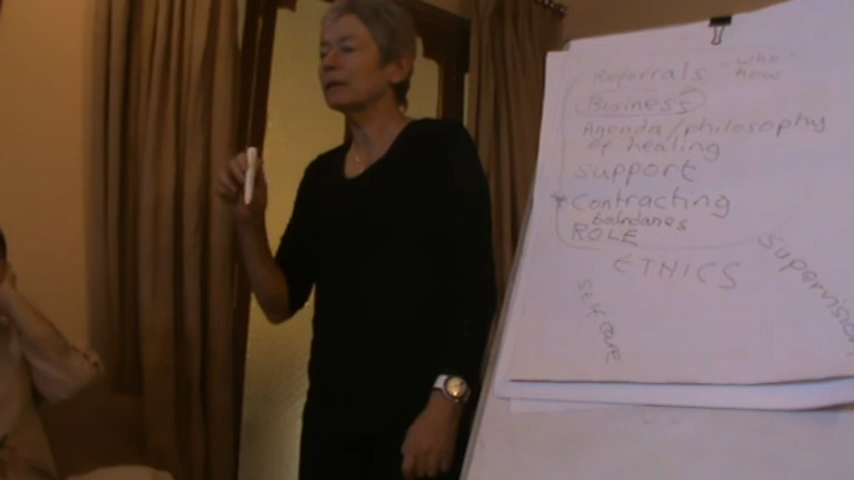 Referrals "who
how
Business
Agenda/philosophy
of healing
support
* Contracting
boundaries
ROLE
ETHICS
supervision
self care